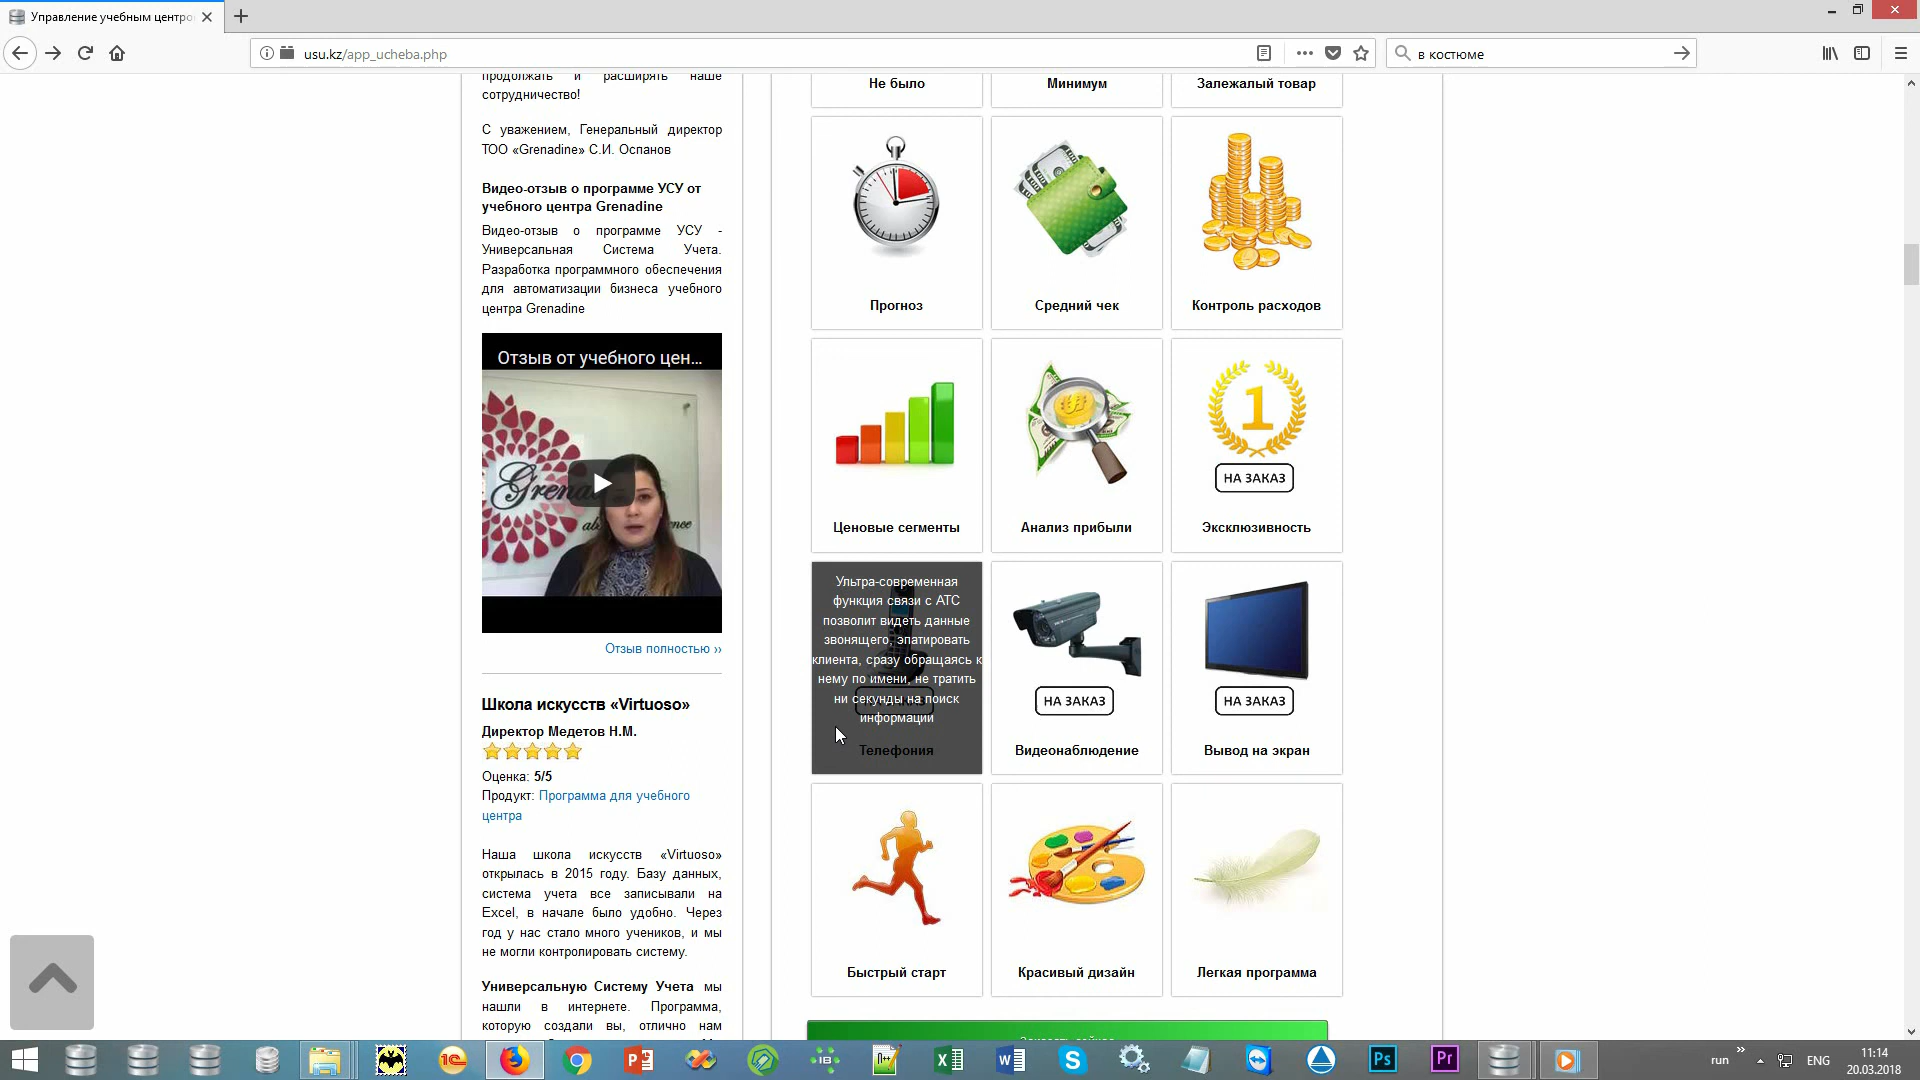 Управление учебным центро
usu.kz/app_ucheba.php
в костюме
продолжать и расширять наше
сотрудничество!
С уважением, Генеральный директор
ТОО «Grenadine» С.И. Оспанов
Видео-отзыв о программе УСУ от
учебного центра Grenadine
Видео-отзыв о программе УСУ -
Универсальная Система Учета.
Разработка программного обеспечения
для автоматизации бизнеса учебного
центра Grenadine
Отзыв от учебного цен...
Отзыв полностью ››
Школа искусств «Virtuoso»
Директор Медетов Н.М.
Оценка: 5/5
Продукт: Программа для учебного
центра
Наша школа искусств «Virtuoso»
открылась в 2015 году. Базу данных,
система учета все записывали на
Excel, в начале было удобно. Через
год у нас стало много учеников, и мы
не могли контролировать систему.
Универсальную Систему Учета мы
нашли в интернете. Программа,
которую создали вы, отлично нам
Не было
Минимум
Залежалый товар
Прогноз
Средний чек
Контроль расходов
Ценовые сегменты
Анализ прибыли
1
НА ЗАКАЗ
Эксклюзивность
Ультра-современная
функция связи с АТС
позволит видеть данные
звонящего, эпатировать
клиента, сразу обращаясь к
нему по имени, не тратить
ни секунды на поиск
информации
Телефония
НА ЗАКАЗ
Видеонаблюдение
НА ЗАКАЗ
Вывод на экран
Быстрый старт
Красивый дизайн
Легкая программа
run
ENG
11:14
20.03.2018